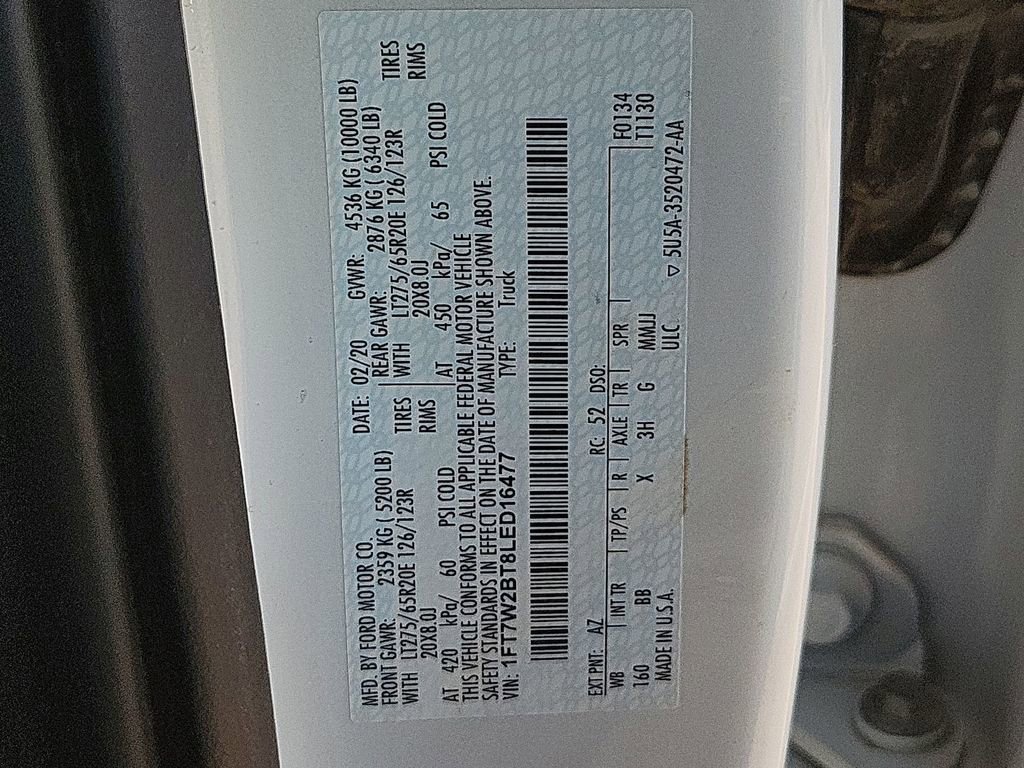 MFD. BY FORD MOTOR CO.
DATE: 02/20 GVWR: 4536 KG (10000 LB)
FRONT GAWR: 2359 KG ( 5200 LB)
REAR GAWR: 2876 KG ( 6340 LB)
WITH LT275/65R20E 126/123R TIRES
WITH LT275/65R20E 126/123R TIRES
20X8.0J RIMS
20X8.0J RIMS
AT 420 kPa/ 60 PSI COLD
AT 450 kPa/ 65 PSI COLD
THIS VEHICLE CONFORMS TO ALL APPLICABLE FEDERAL MOTOR VEHICLE
SAFETY STANDARDS IN EFFECT ON THE DATE OF MANUFACTURE SHOWN ABOVE.
VIN: 1FT7W2BT8LED16477 TYPE: Truck
EXT PNT: AZ RC: 52 DSO:
WB INT TR TP/PS R AXLE TR SPR F0134
160 BB X 3H G MMJJ T1130
MADE IN U.S.A. ULC ▽ 5U5A-3520472-AA